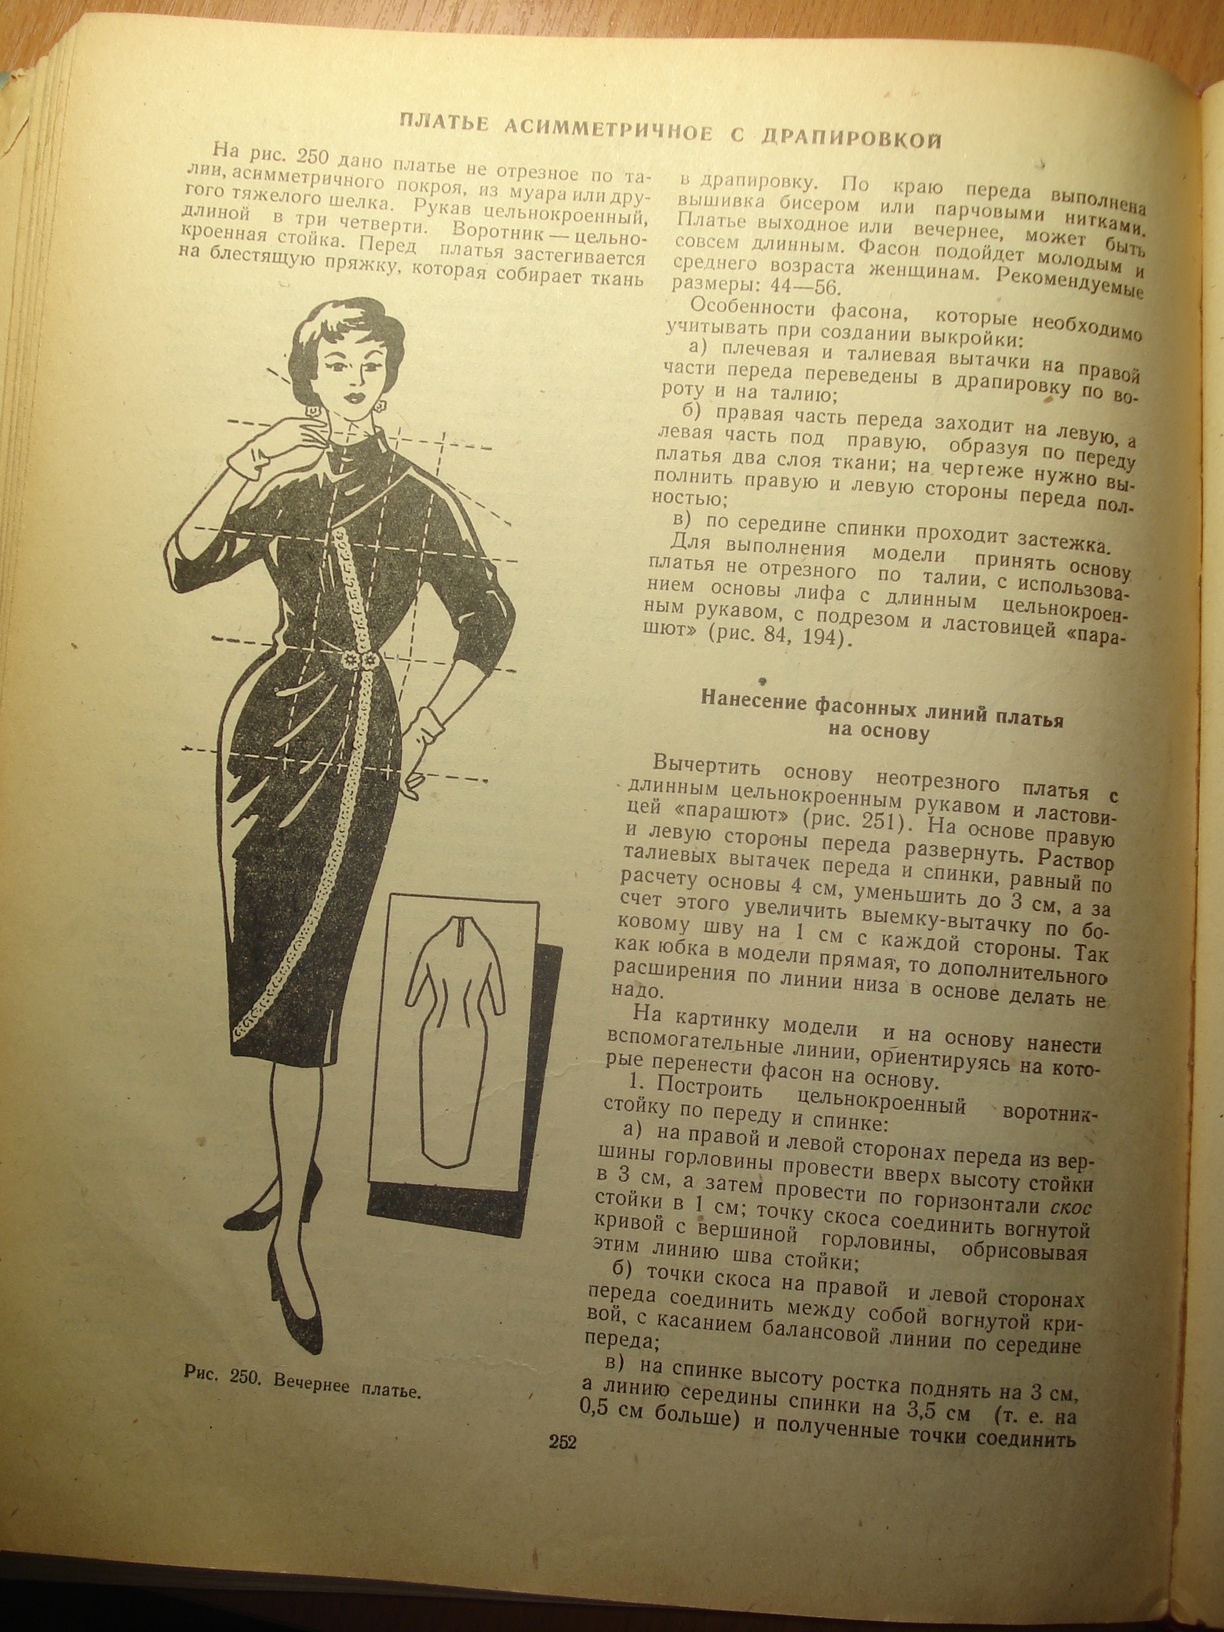 ПЛАТЬЕ АСИММЕТРИЧНОЕ С ДРАПИРОВКОЙ
На рис. 250 дано платье не отрезное по та-
лии, асимметричного покроя, из муара или дру-
гого тяжелого шелка. Рукав цельнокроенный,
длиной в три четверти. Воротник — цельно-
кроенная стойка. Перед платья застегивается
на блестящую пряжку, которая собирает ткань
Рис. 250. Вечернее платье.
в драпировку. По краю переда выполнена
вышивка бисером или парчовыми нитками.
Платье выходное или вечернее, может быть
совсем длинным. Фасон подойдет молодым и
среднего возраста женщинам. Рекомендуемые
размеры: 44—56.
Особенности фасона, которые необходимо
учитывать при создании выкройки:
а) плечевая и талиевая вытачки на правой
части переда переведены в драпировку по во-
роту и на талию;
б) правая часть переда заходит на левую, а
левая часть под правую, образуя по переду
платья два слоя ткани; на чертеже нужно вы-
полнить правую и левую стороны переда пол-
ностью;
в) по середине спинки проходит застежка.
Для выполнения модели принять основу
платья не отрезного по талии, с использова-
нием основы лифа с длинным цельнокроен-
ным рукавом, с подрезом и ластовицей «пара-
шют» (рис. 84, 194).
Нанесение фасонных линий платья
на основу
Вычертить основу неотрезного платья с
длинным цельнокроенным рукавом и ластови-
цей «парашют» (рис. 251). На основе правую
и левую стороны переда развернуть. Раствор
талиевых вытачек переда и спинки, равный по
расчету основы 4 см, уменьшить до 3 см, а за
счет этого увеличить выемку-вытачку по бо-
ковому шву на 1 см с каждой стороны. Так
как юбка в модели прямая, то дополнительного
расширения по линии низа в основе делать не
надо.
На картинку модели и на основу нанести
вспомогательные линии, ориентируясь на кото-
рые перенести фасон на основу.
1. Построить цельнокроенный воротник-
стойку по переду и спинке:
а) на правой и левой сторонах переда из вер-
шины горловины провести вверх высоту стойки
в 3 см, а затем провести по горизонтали скос
стойки в 1 см; точку скоса соединить вогнутой
кривой с вершиной горловины, обрисовывая
этим линию шва стойки;
б) точки скоса на правой и левой сторонах
переда соединить между собой вогнутой кри-
вой, с касанием балансовой линии по середине
переда;
в) на спинке высоту ростка поднять на 3 см,
а линию середины спинки на 3,5 см (т. е. на
0,5 см больше) и полученные точки соединить
252